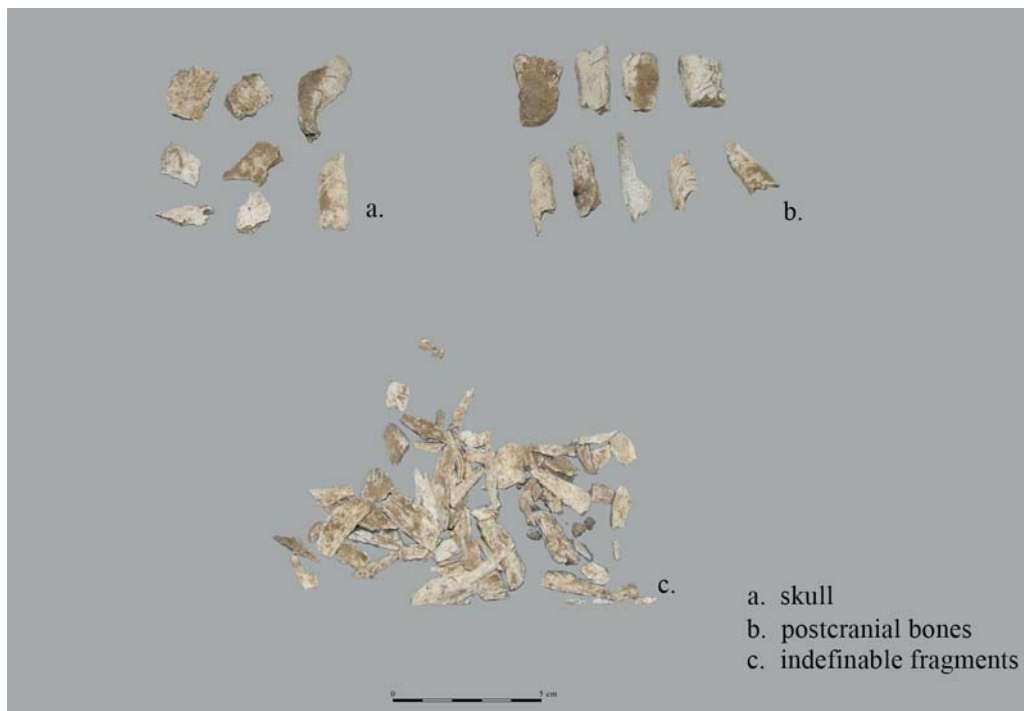 a.
b.
c.
a. skull
b. postcranial bones
c. indefinable fragments
0 5 cm